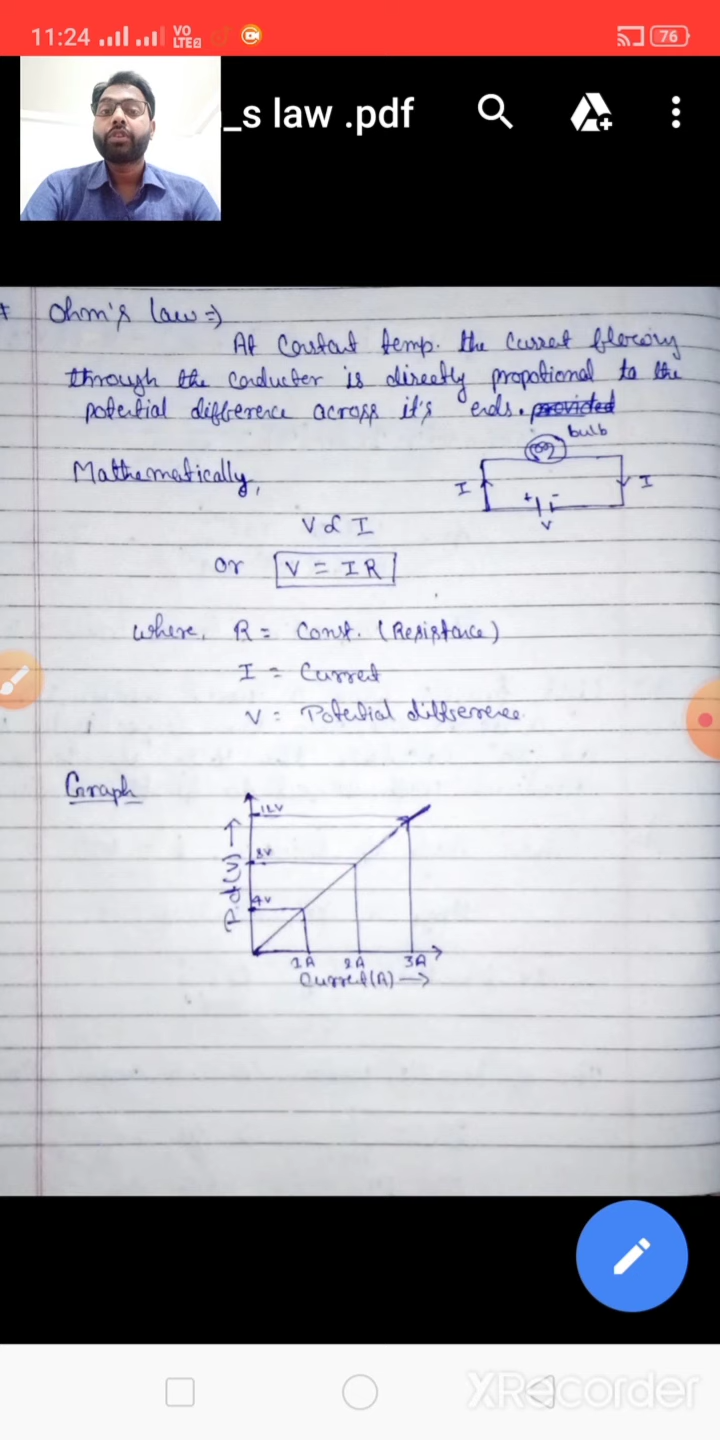 11:24
VO
LTE2
76
_s law .pdf
Ohm's law =>
At Constant temp. the Current flowing
through the conductor is directly propotional to the
potential difference across it's ends. provided
bulb
Mathematically,
I
I
+ -
V
V ∝ I
or V = IR
where, R = Const. (Resistance)
I = Current
V = Potential difference
Graph
12V
8V
4V
P.d(V) →
1A 2A 3A
Current(A) →
XRecorder